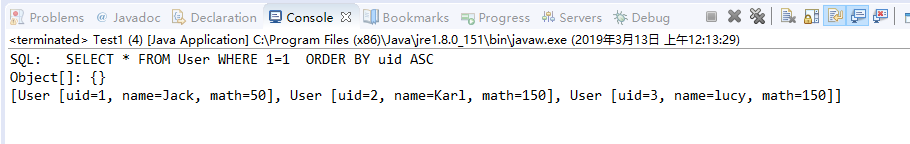 Problems @ Javadoc Declaration Console Bookmarks Progress Servers Debug
<terminated> Test1 (4) [Java Application] C:\Program Files (x86)\Java\jre1.8.0_151\bin\javaw.exe (2019年3月13日 上午12:13:29)
SQL:   SELECT * FROM User WHERE 1=1  ORDER BY uid ASC
Object[]: {}
[User [uid=1, name=Jack, math=50], User [uid=2, name=Karl, math=150], User [uid=3, name=lucy, math=150]]